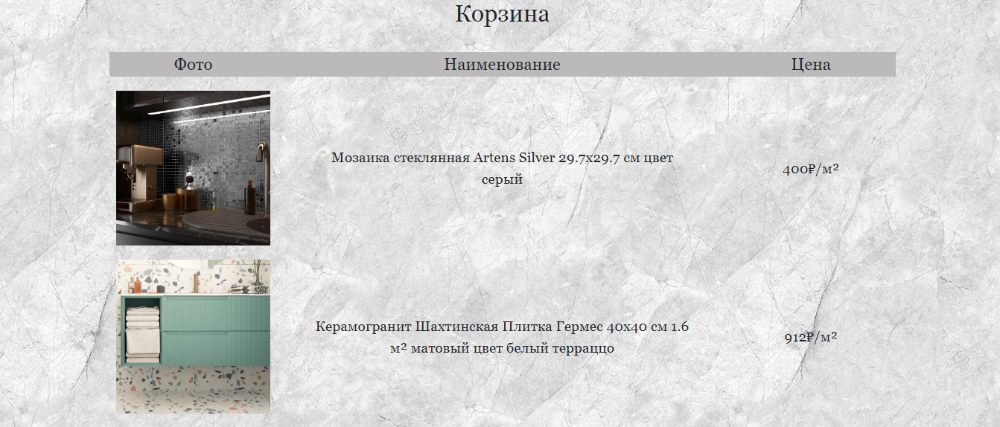 Корзина
Фото Наименование Цена
Мозаика стеклянная Artens Silver 29.7x29.7 см цвет
серый
400₽/м²
Керамогранит Шахтинская Плитка Гермес 40x40 см 1.6
м² матовый цвет белый терраццо
912₽/м²